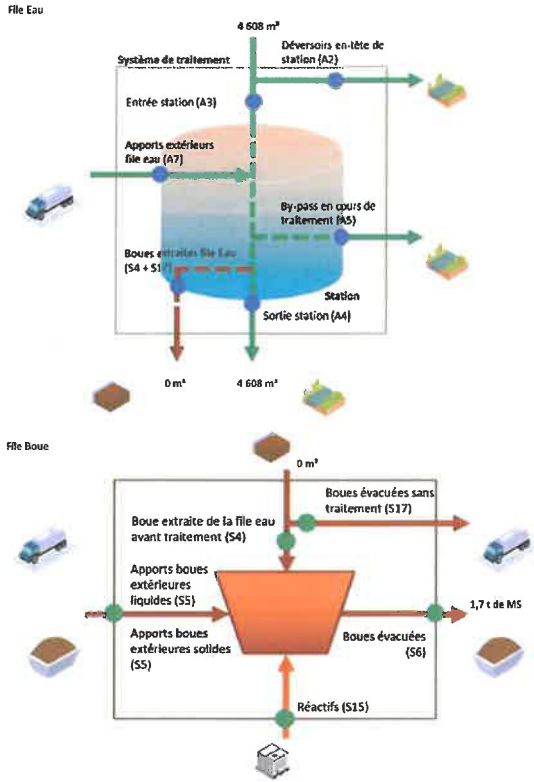 File Eau
4 608 m³
Déversoirs en-tête de
station (A2)
Système de traitement
Entrée station (A3)
Apports extérieurs
file eau (A7)
By-pass en cours de
traitement (A5)
Boues extraites file Eau
(S4 + S17)
Station
Sortie station (A4)
0 m³
4 608 m³
File Boue
0 m³
Boues évacuées sans
traitement (S17)
Boue extraite de la file eau
avant traitement (S4)
Apports boues
extérieures
liquides (S5)
1,7 t de MS
Apports boues
extérieures solides
(S5)
Boues évacuées
(S6)
Réactifs (S15)